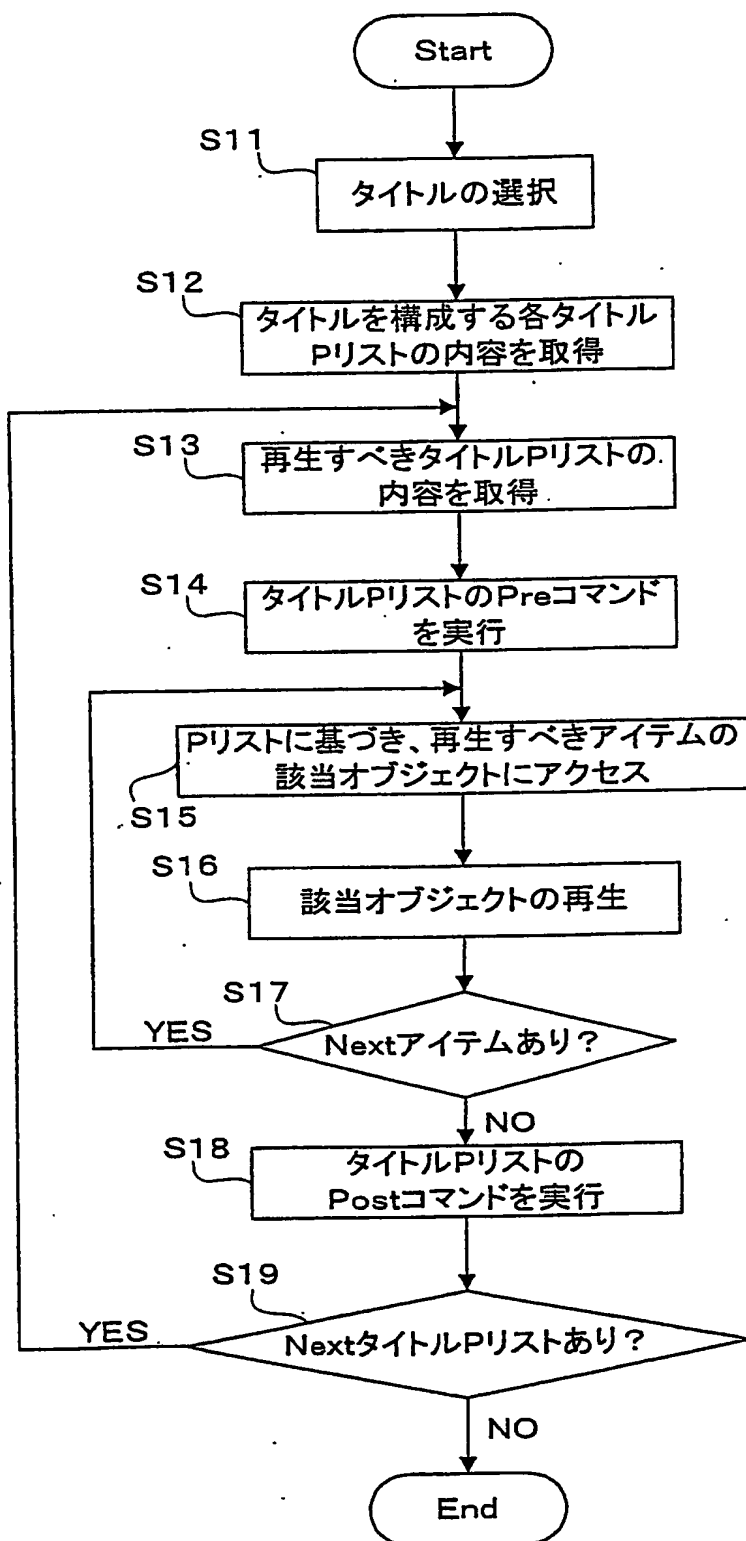 Start
S11
タイトルの選択
S12
タイトルを構成する各タイトル
Pリストの内容を取得
S13
再生すべきタイトルPリストの
内容を取得
S14
タイトルPリストのPreコマンド
を実行
Pリストに基づき、再生すべきアイテムの
該当オブジェクトにアクセス
S15
S16
該当オブジェクトの再生
S17
YES
Nextアイテムあり?
NO
S18
タイトルPリストの
Postコマンドを実行
S19
YES
NextタイトルPリストあり?
NO
End